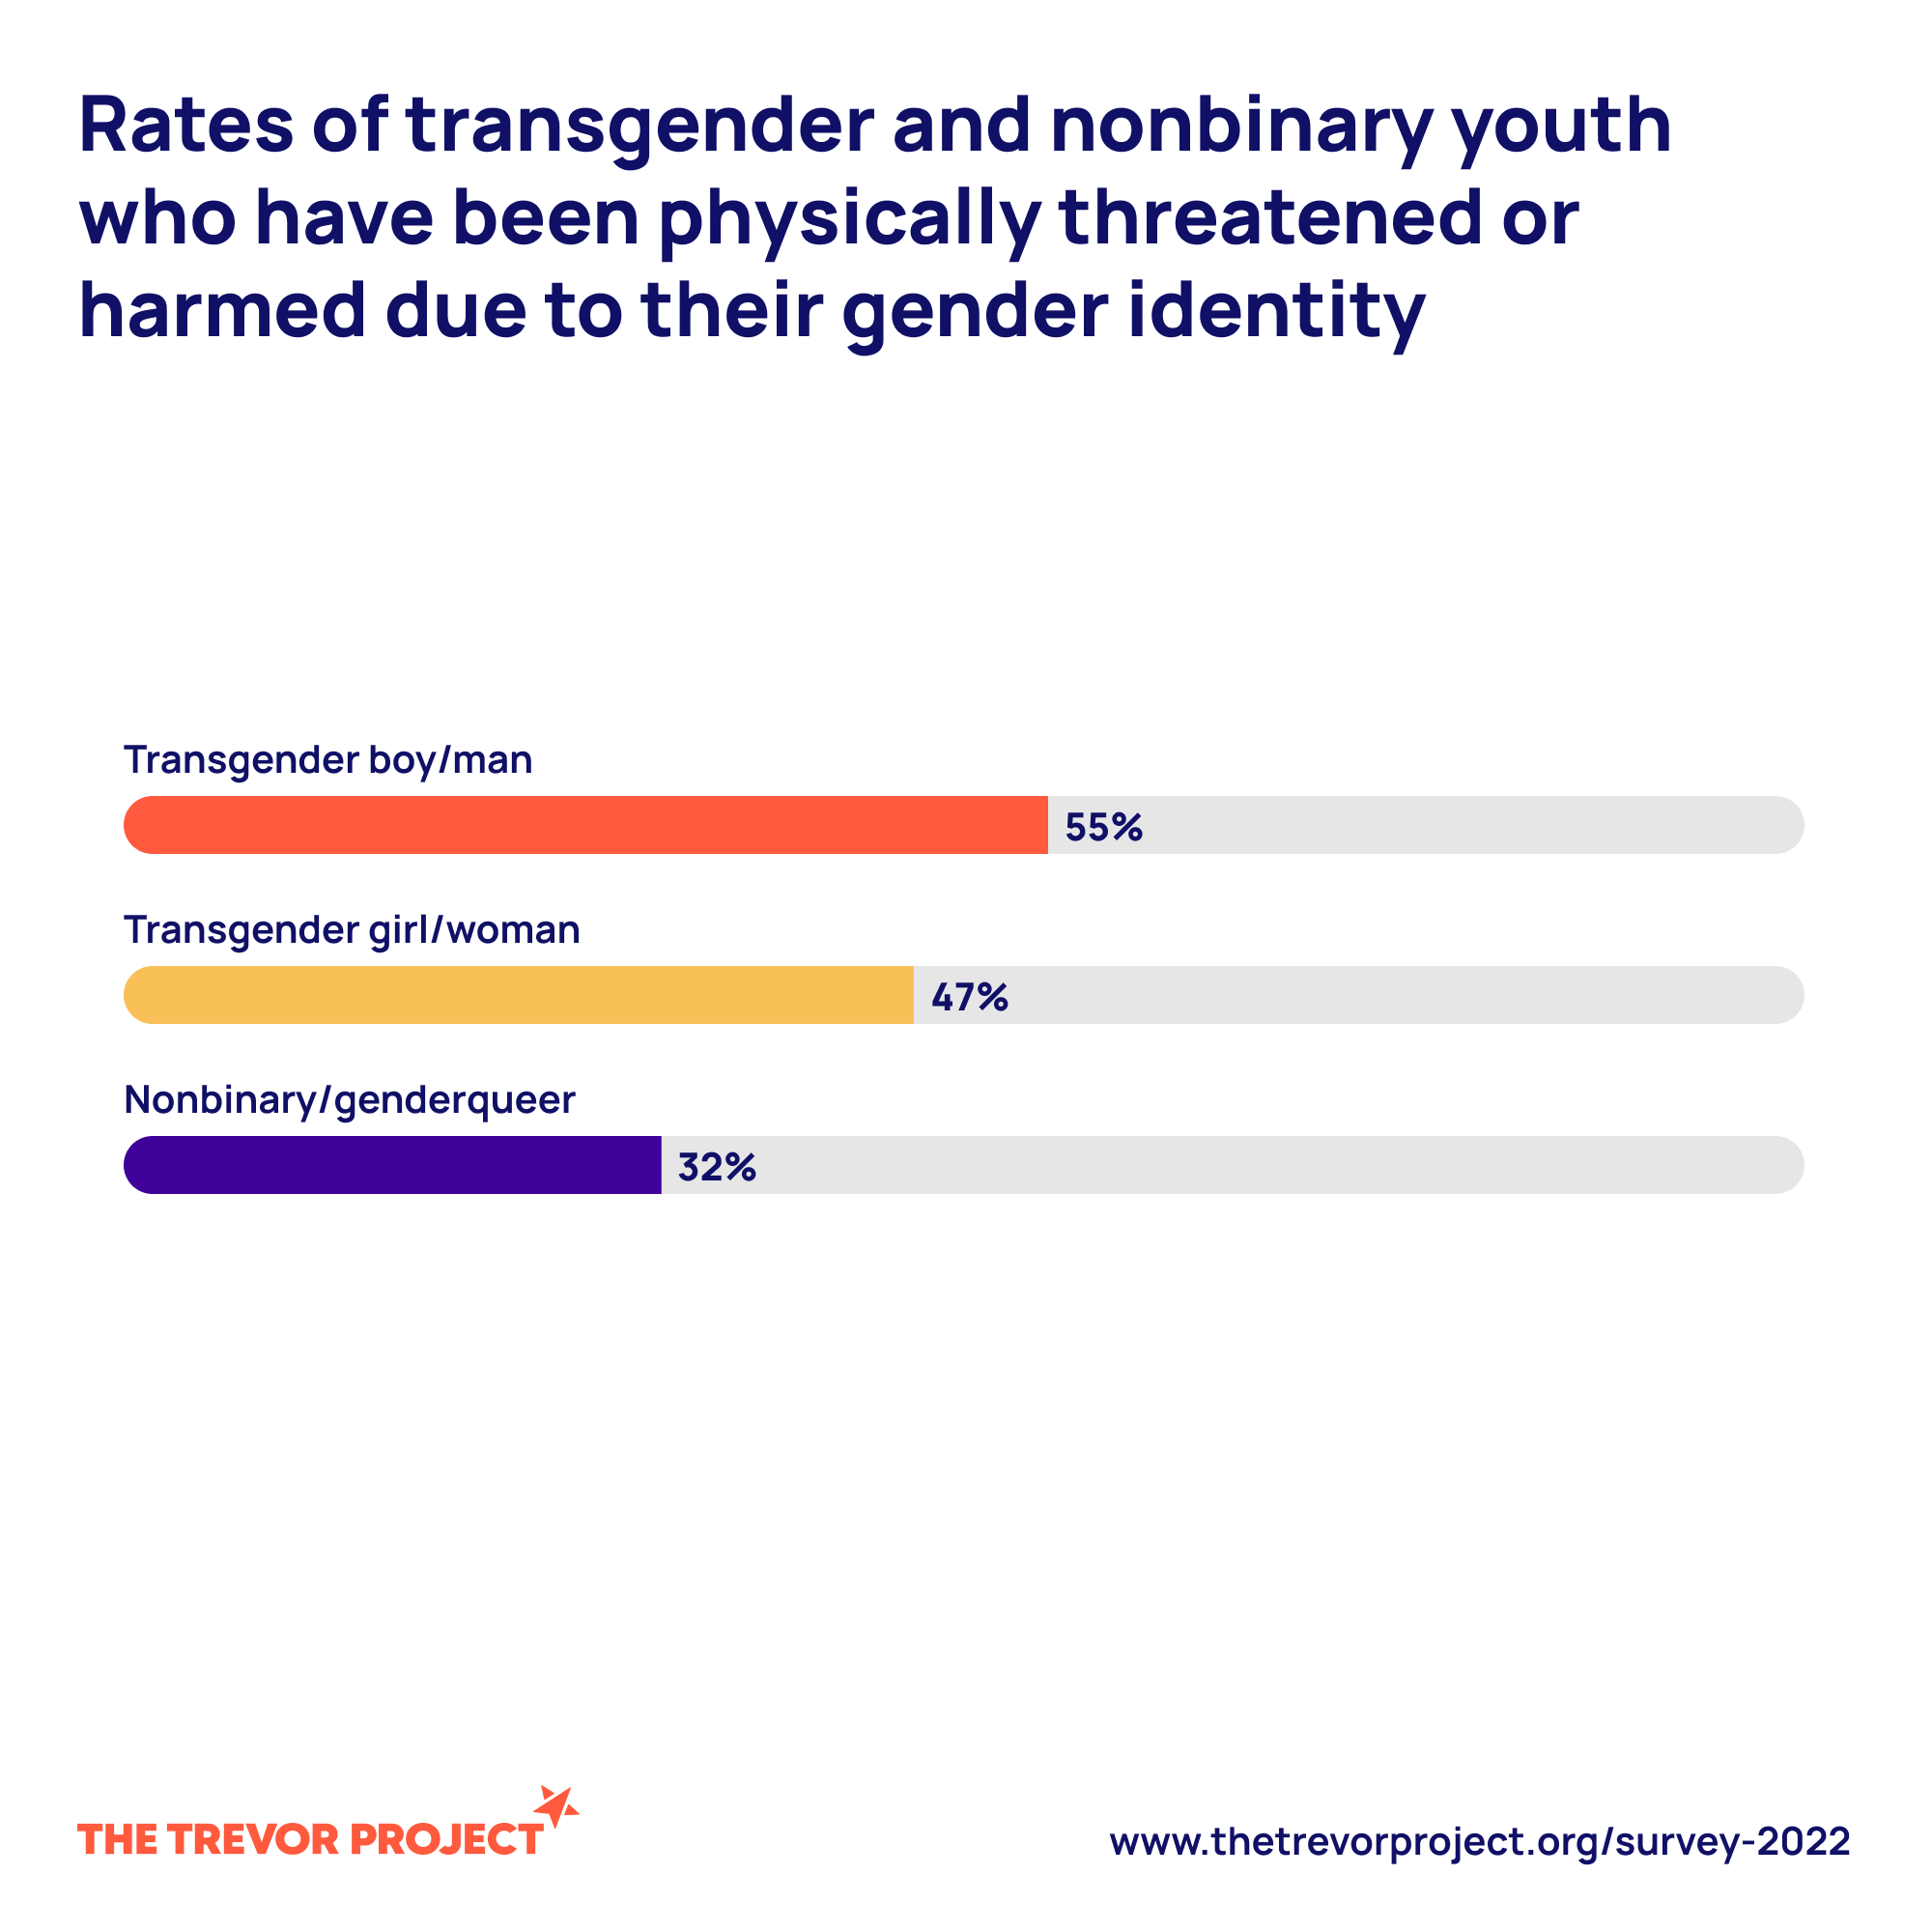 Rates of transgender and nonbinary youth
who have been physically threatened or
harmed due to their gender identity
Transgender boy/man
55%
Transgender girl/woman
47%
Nonbinary/genderqueer
32%
THE TREVOR PROJECT
www.thetrevorproject.org/survey-2022